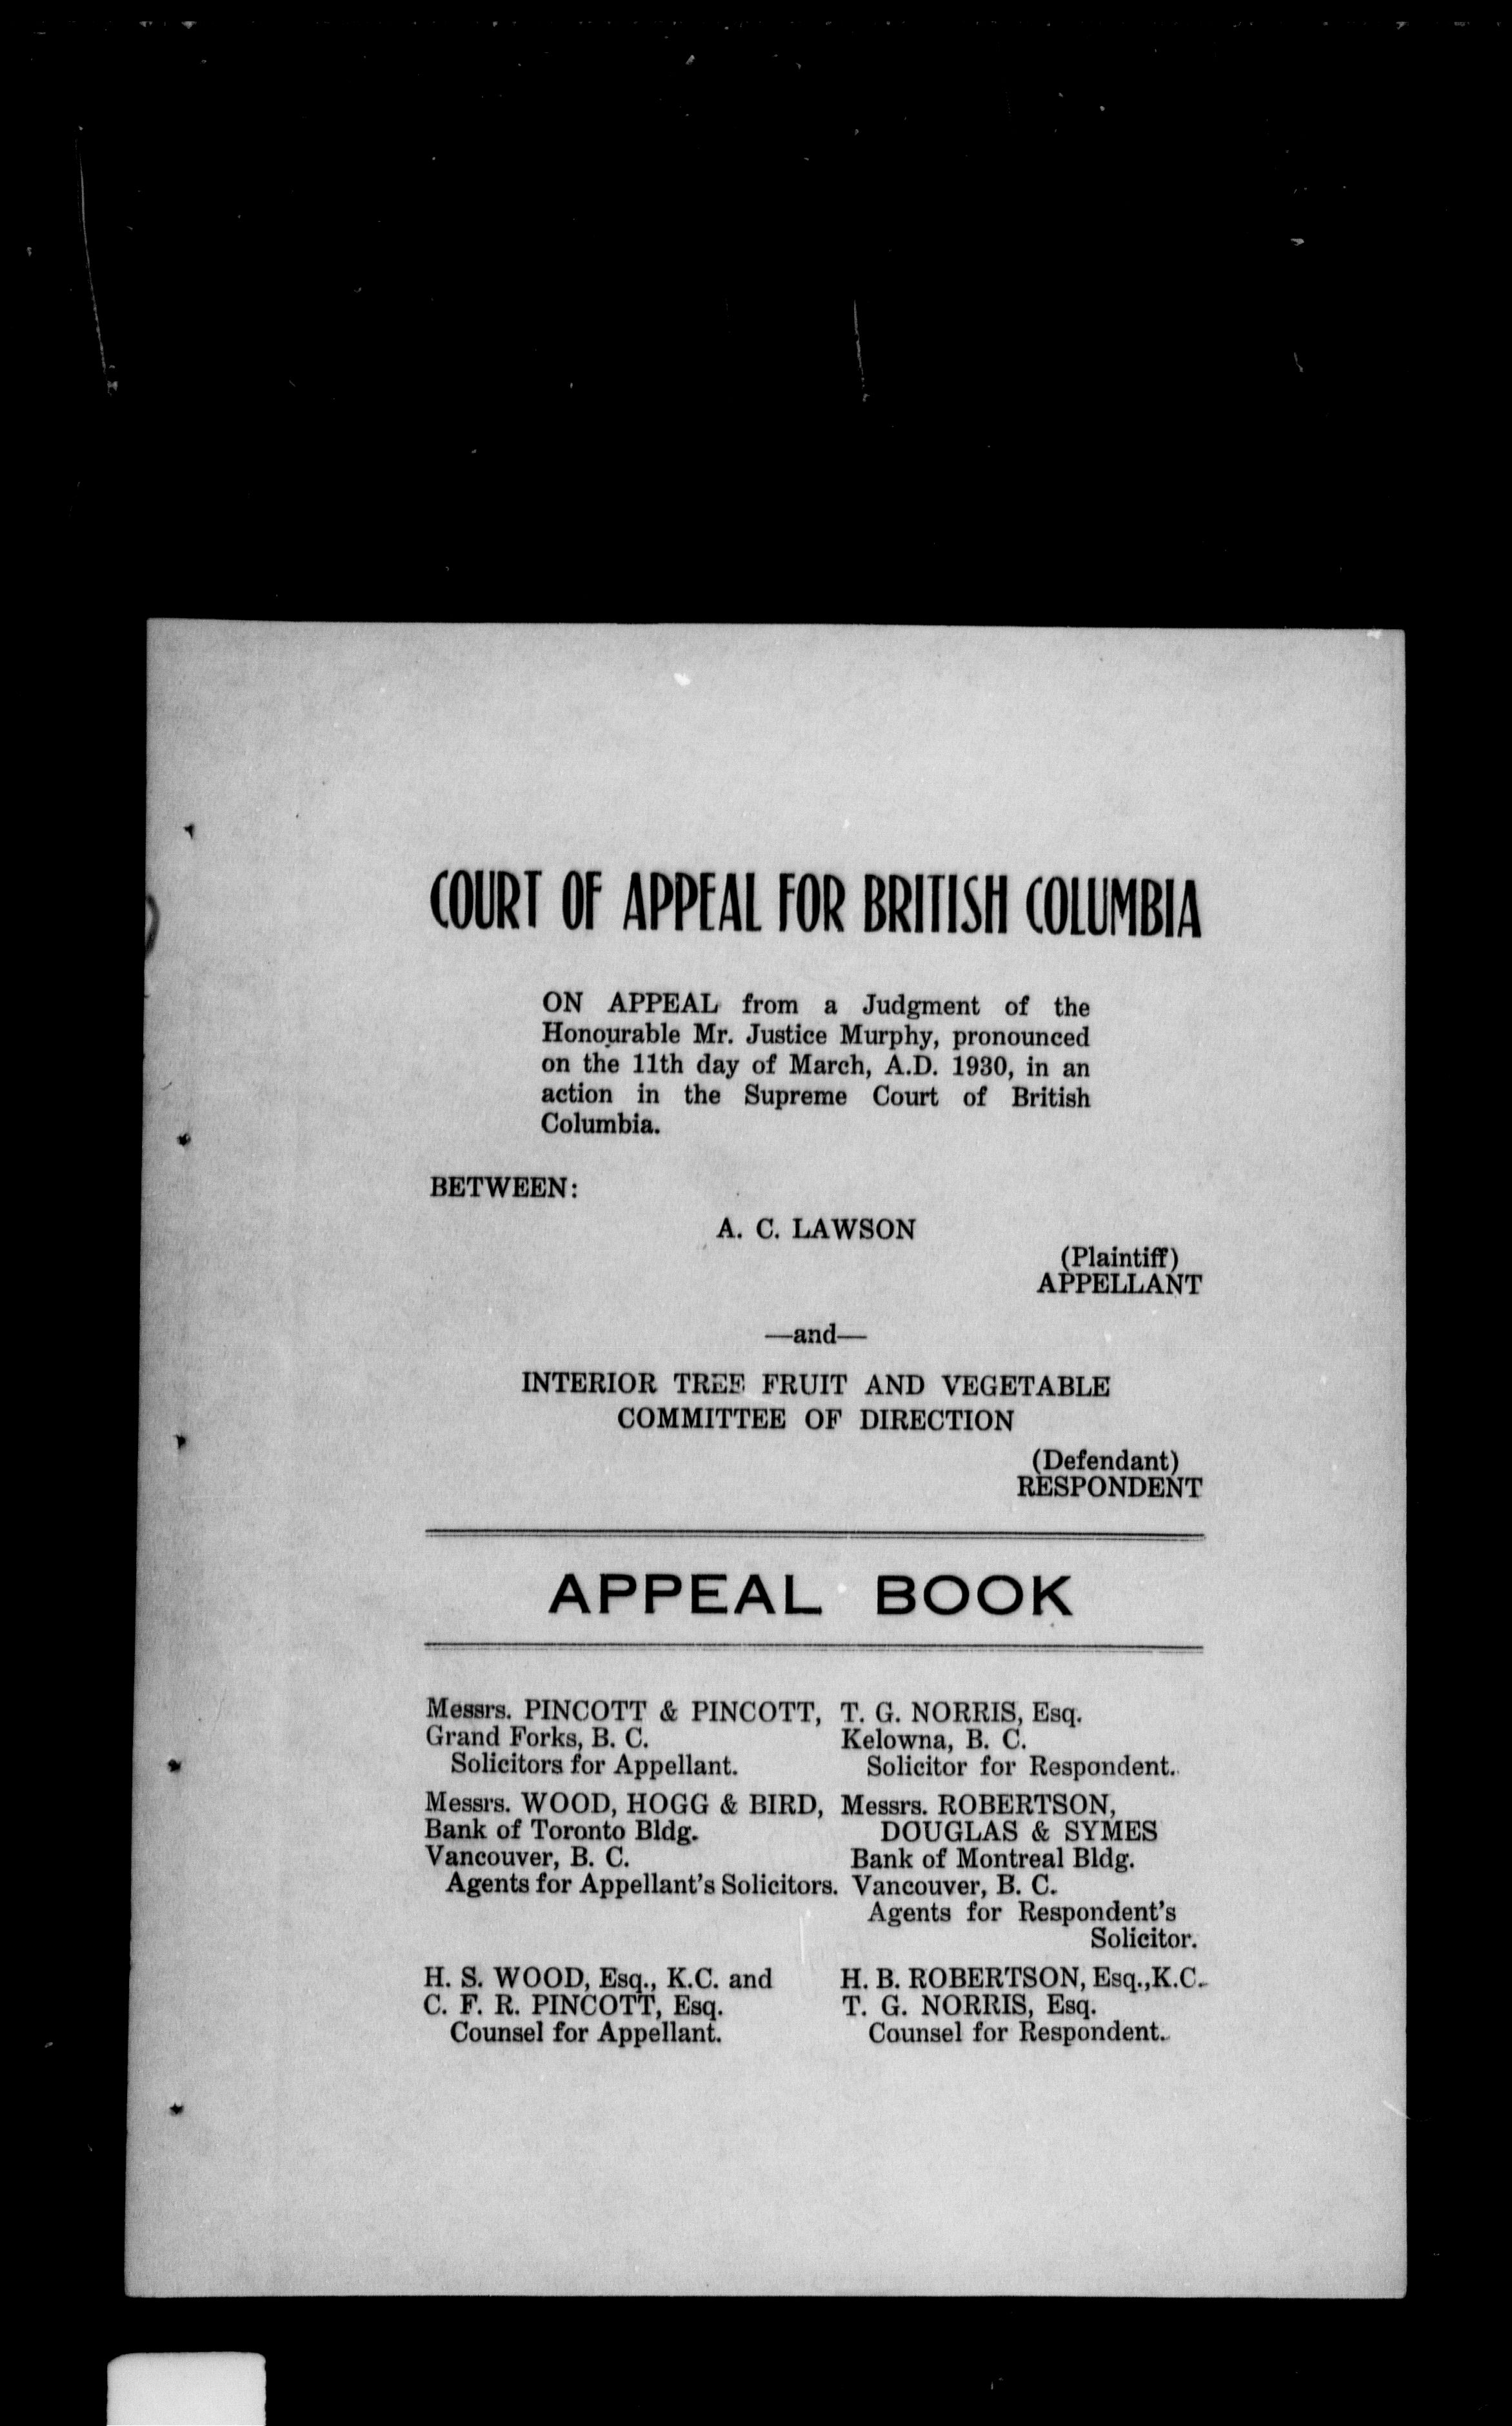 COURT OF APPEAL FOR BRITISH COLUMBIA
ON APPEAL from a Judgment of the
Honourable Mr. Justice Murphy, pronounced
on the 11th day of March, A.D. 1930, in an
action in the Supreme Court of British
Columbia.
BETWEEN:
A. C. LAWSON
(Plaintiff)
APPELLANT
—and—
INTERIOR TREE FRUIT AND VEGETABLE
COMMITTEE OF DIRECTION
(Defendant)
RESPONDENT
APPEAL BOOK
Messrs. PINCOTT & PINCOTT,
Grand Forks, B. C.
Solicitors for Appellant.
T. G. NORRIS, Esq.
Kelowna, B. C.
Solicitor for Respondent.
Messrs. WOOD, HOGG & BIRD,
Bank of Toronto Bldg.
Vancouver, B. C.
Agents for Appellant's Solicitors.
Messrs. ROBERTSON,
DOUGLAS & SYMES
Bank of Montreal Bldg.
Vancouver, B. C.
Agents for Respondent's
Solicitor.
H. S. WOOD, Esq., K.C. and
C. F. R. PINCOTT, Esq.
Counsel for Appellant.
H. B. ROBERTSON, Esq.,K.C.
T. G. NORRIS, Esq.
Counsel for Respondent.